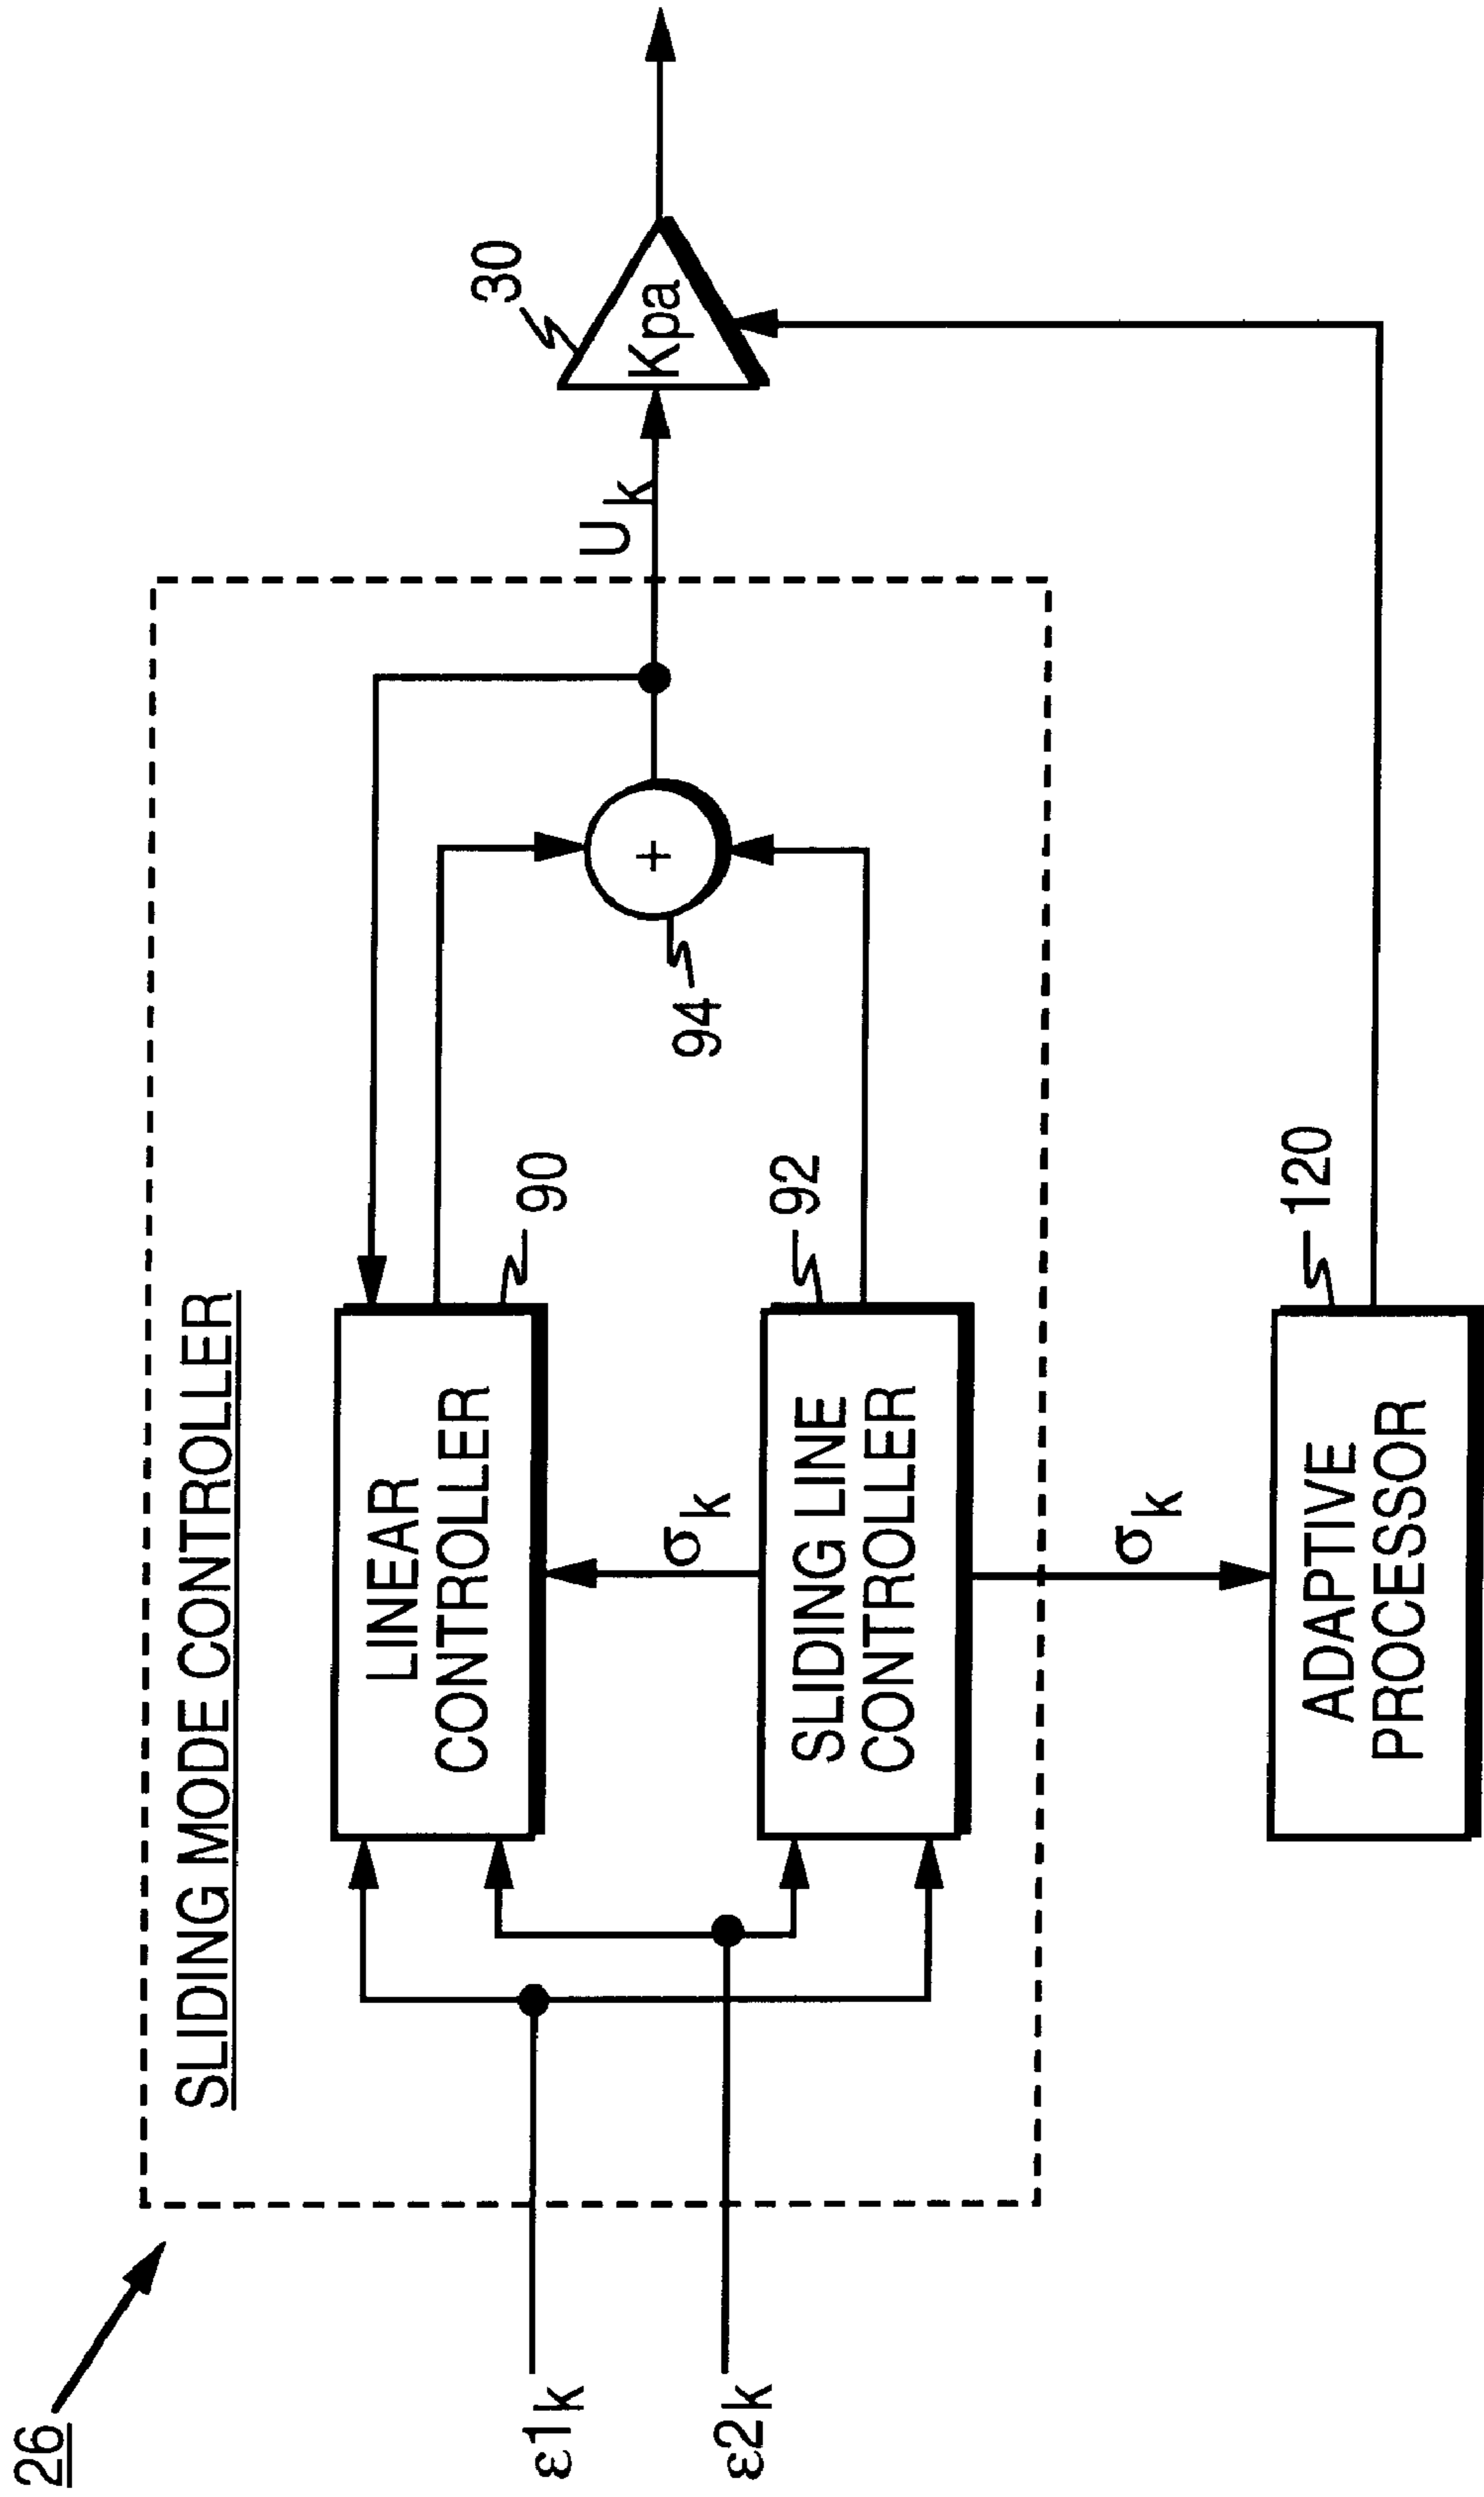 26
SLIDING MODE CONTROLLER
LINEAR
CONTROLLER
90
30
Kpa
Uk
+
94
ε1k
ε2k
σk
92
SLIDING LINE
CONTROLLER
σk
120
ADAPTIVE
PROCESSOR